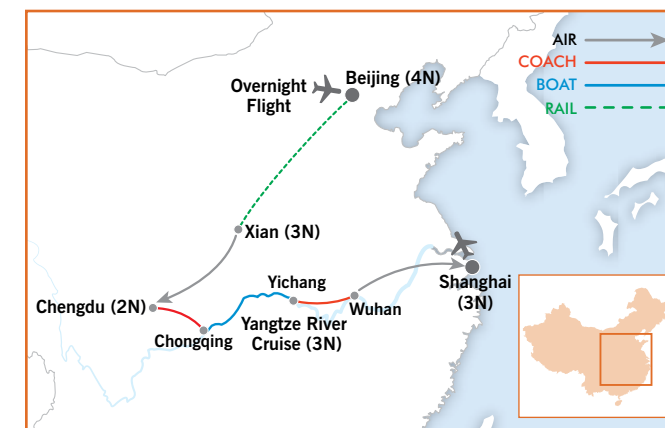 AIR
COACH
BOAT
RAIL
Overnight
Flight
Beijing (4N)
Xian (3N)
Chengdu (2N)
Chongqing
Yichang
Yangtze River
Cruise (3N)
Wuhan
Shanghai
(3N)